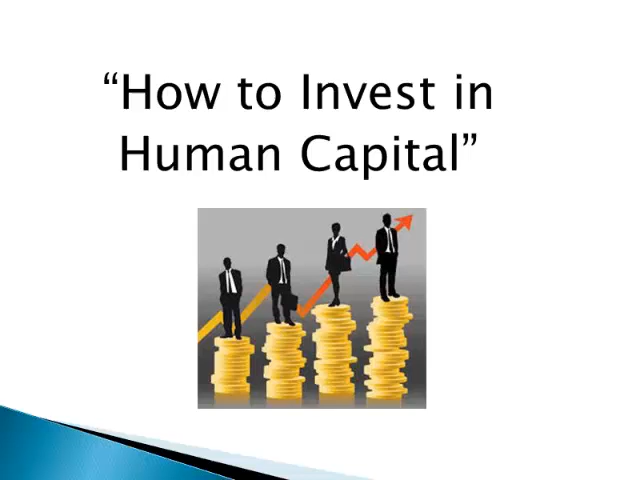 “How to Invest in
Human Capital”